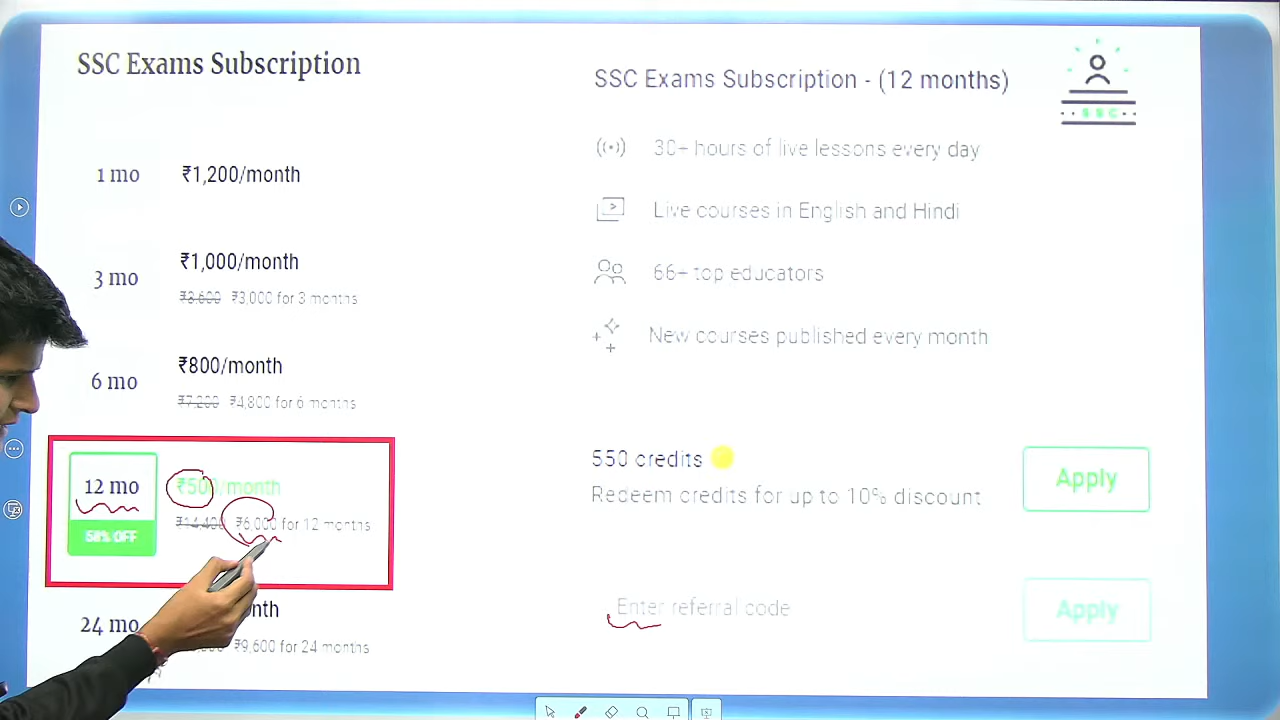 SSC Exams Subscription
1 mo ₹1,200/month
3 mo ₹1,000/month
₹3,600 ₹3,000 for 3 months
6 mo ₹800/month
₹7,200 ₹4,800 for 6 months
12 mo ₹500/month
58% OFF ₹14,400 ₹6,000 for 12 months
24 mo
₹9,600 for 24 months
SSC Exams Subscription - (12 months)
SSC
30+ hours of live lessons every day
Live courses in English and Hindi
66+ top educators
New courses published every month
550 credits
Redeem credits for up to 10% discount
Apply
Enter referral code
Apply